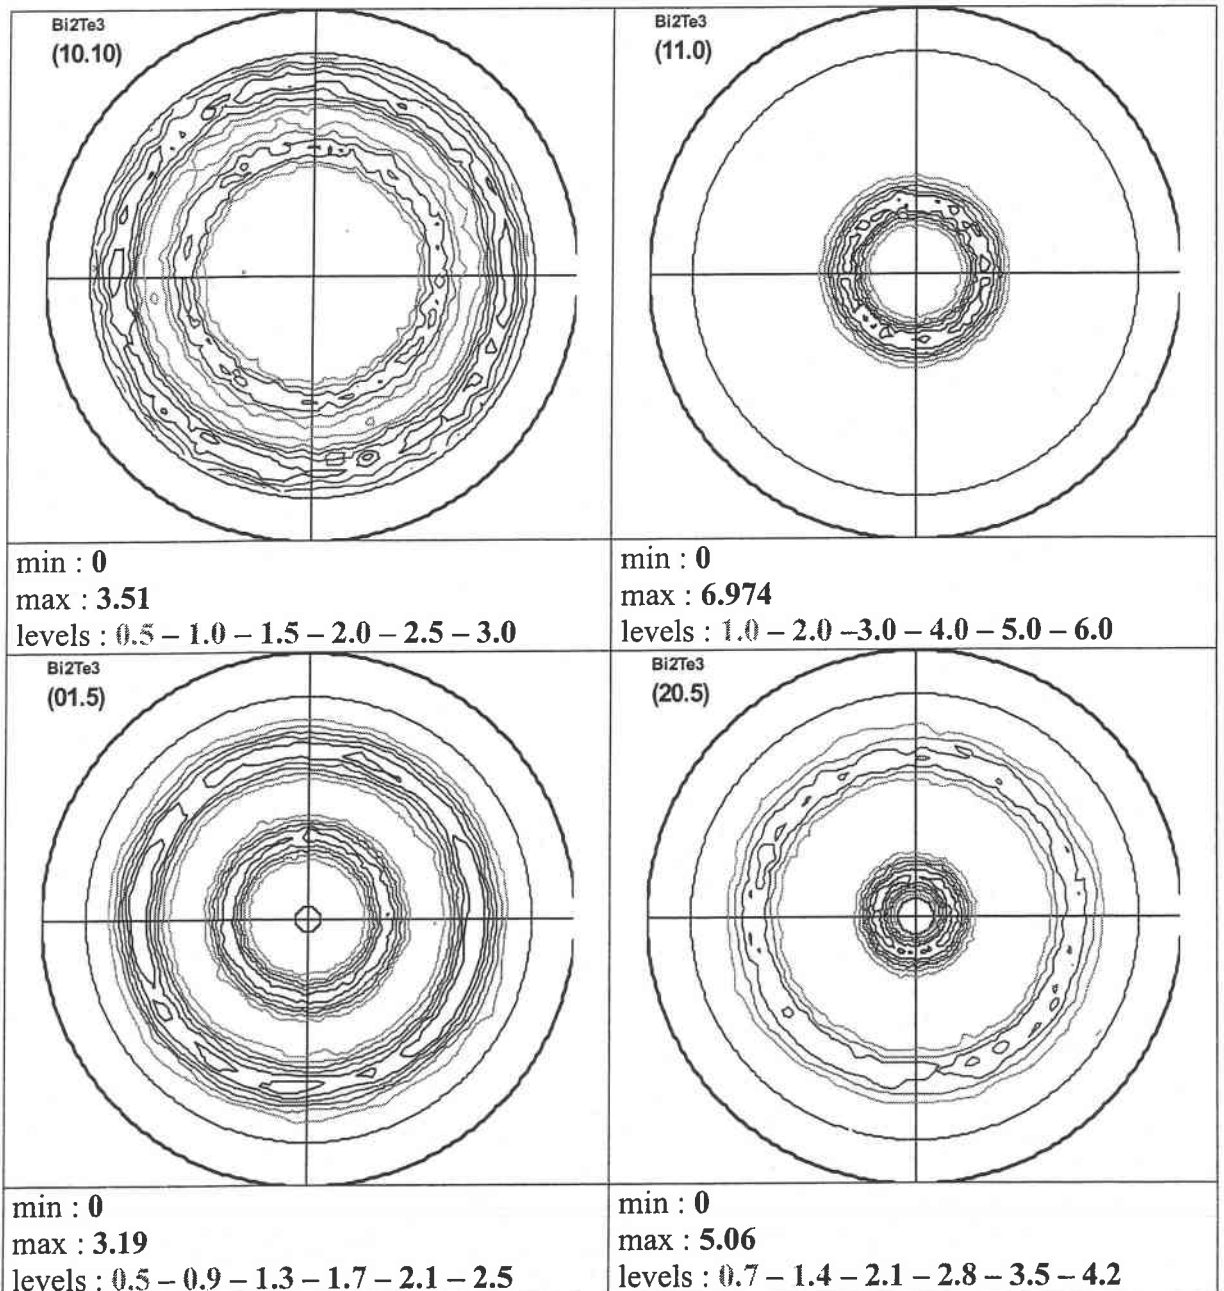 Bi2Te3
(10.10)
min : 0
max : 3.51
levels : 0.5 – 1.0 – 1.5 – 2.0 – 2.5 – 3.0
Bi2Te3
(11.0)
min : 0
max : 6.974
levels : 1.0 – 2.0 –3.0 – 4.0 – 5.0 – 6.0
Bi2Te3
(01.5)
min : 0
max : 3.19
levels : 0.5 – 0.9 – 1.3 – 1.7 – 2.1 – 2.5
Bi2Te3
(20.5)
min : 0
max : 5.06
levels : 0.7 – 1.4 – 2.1 – 2.8 – 3.5 – 4.2